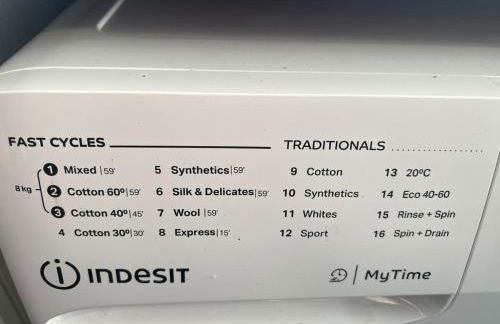 FAST CYCLES
1 Mixed |59'
8kg
2 Cotton 60º|59'
3 Cotton 40º|45'
4 Cotton 30º|30'
5 Synthetics|59'
6 Silk & Delicates|59'
7 Wool |59'
8 Express|15'
TRADITIONALS
9 Cotton
10 Synthetics
11 Whites
12 Sport
13 20ºC
14 Eco 40-60
15 Rinse + Spin
16 Spin + Drain
INDESIT
MyTime